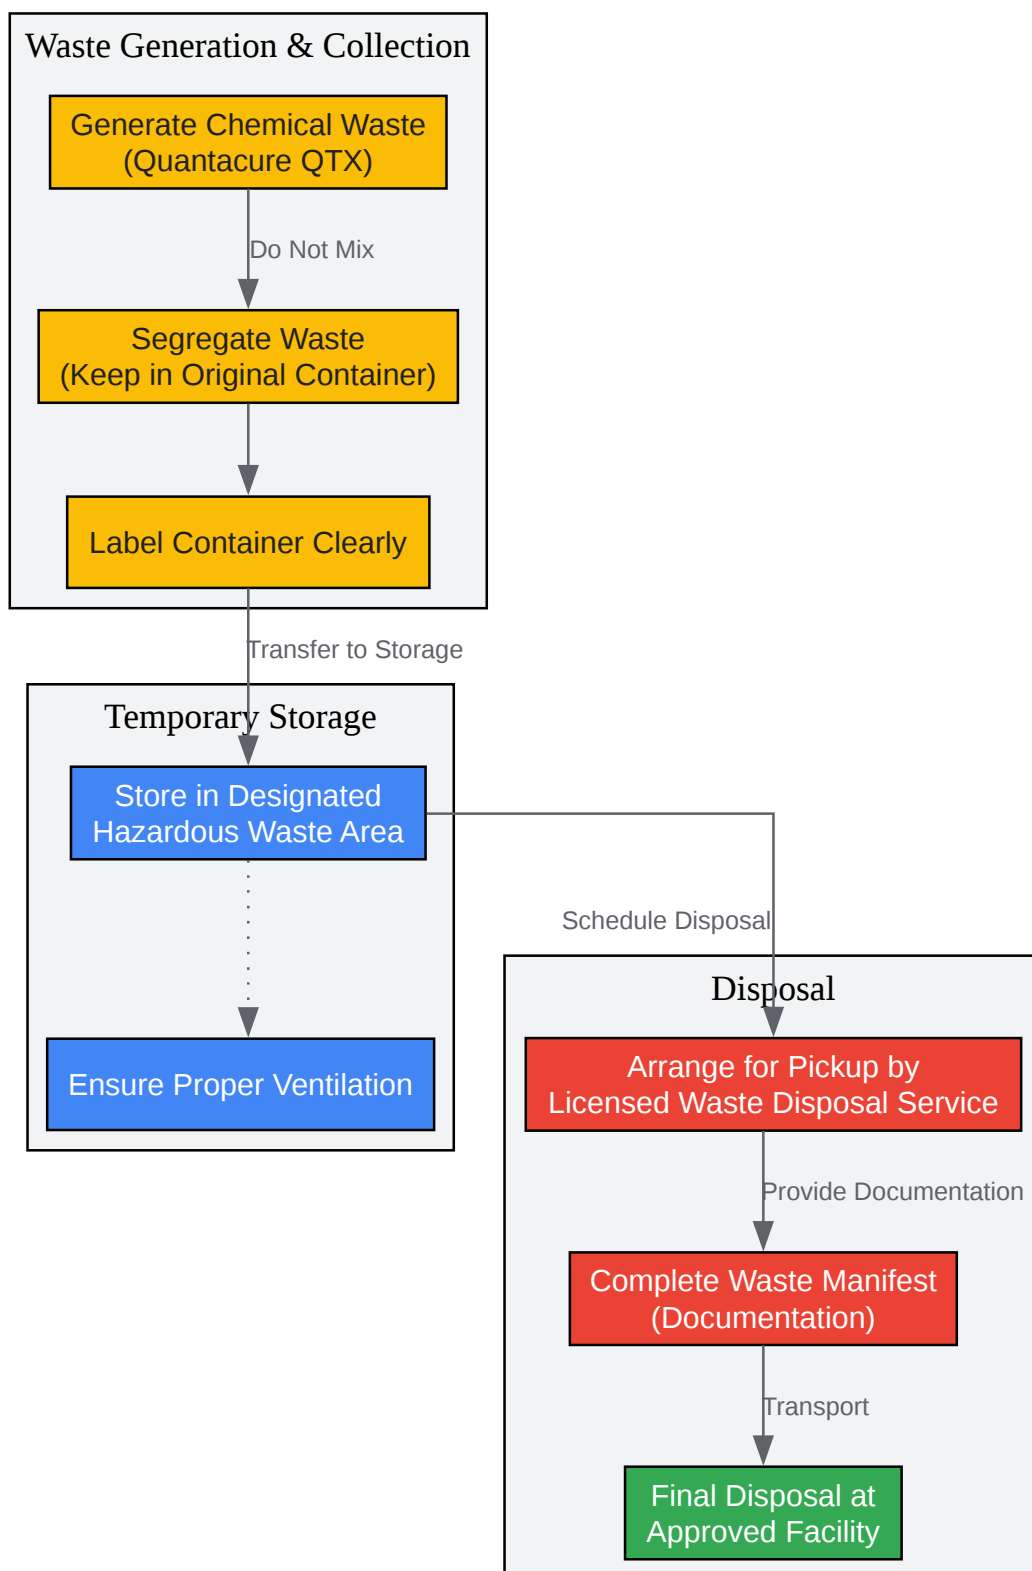 Waste Generation & Collection
Generate Chemical Waste
(Quantacure QTX)
Do Not Mix
Segregate Waste
(Keep in Original Container)
Label Container Clearly
Transfer to Storage
Temporary Storage
Store in Designated
Hazardous Waste Area
Schedule Disposal
Ensure Proper Ventilation
Disposal
Arrange for Pickup by
Licensed Waste Disposal Service
Provide Documentation
Complete Waste Manifest
(Documentation)
Transport
Final Disposal at
Approved Facility